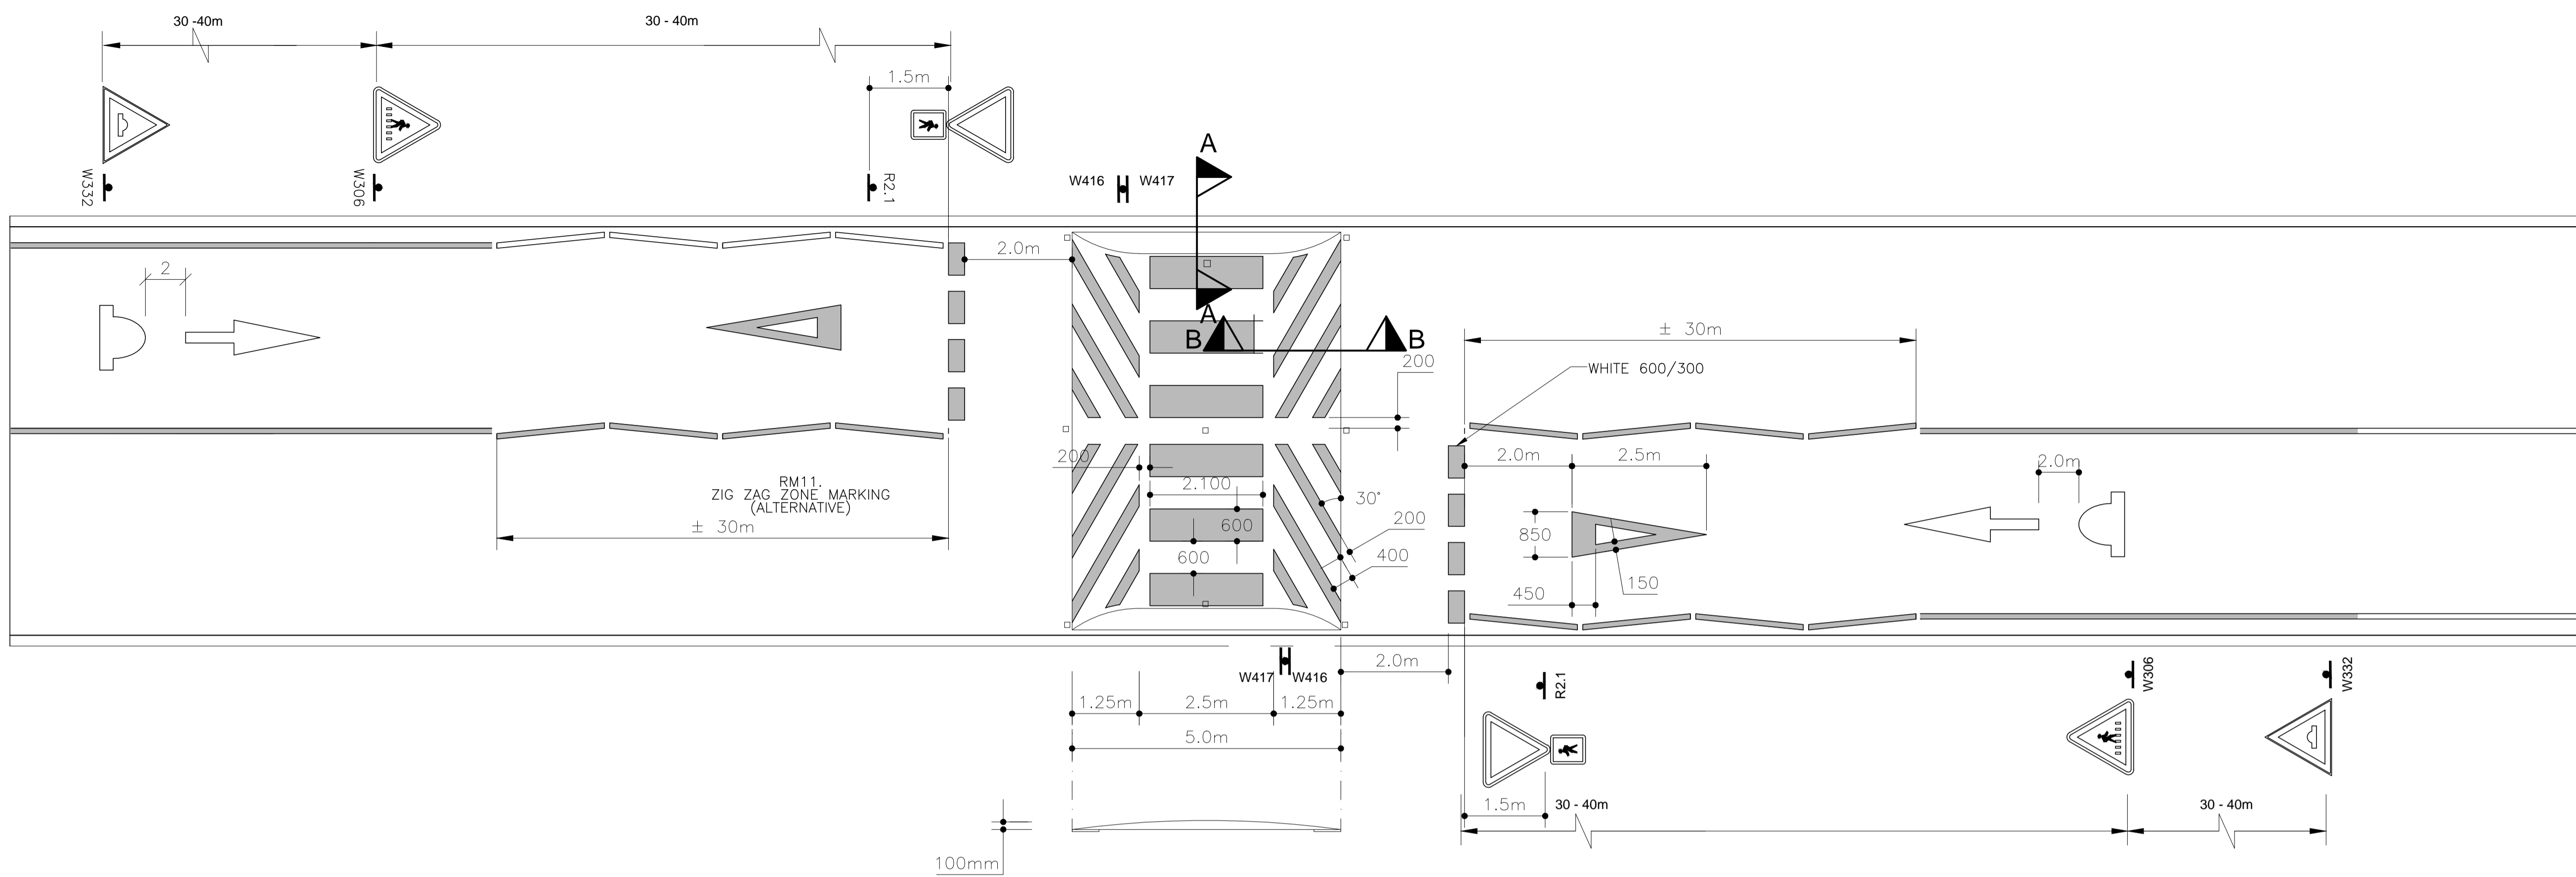 30 -40m
30 - 40m
1.5m
W332
W306
R2.1
W416
W417
A
2
2.0m
A
B
B
± 30m
200
WHITE 600/300
200
2.100
600
600
30°
200
400
RM11.
ZIG ZAG ZONE MARKING
(ALTERNATIVE)
± 30m
2.0m
2.5m
2.0m
850
450
150
W417
W416
2.0m
R2.1
W306
W332
1.25m
2.5m
1.25m
5.0m
1.5m
30 - 40m
30 - 40m
100mm